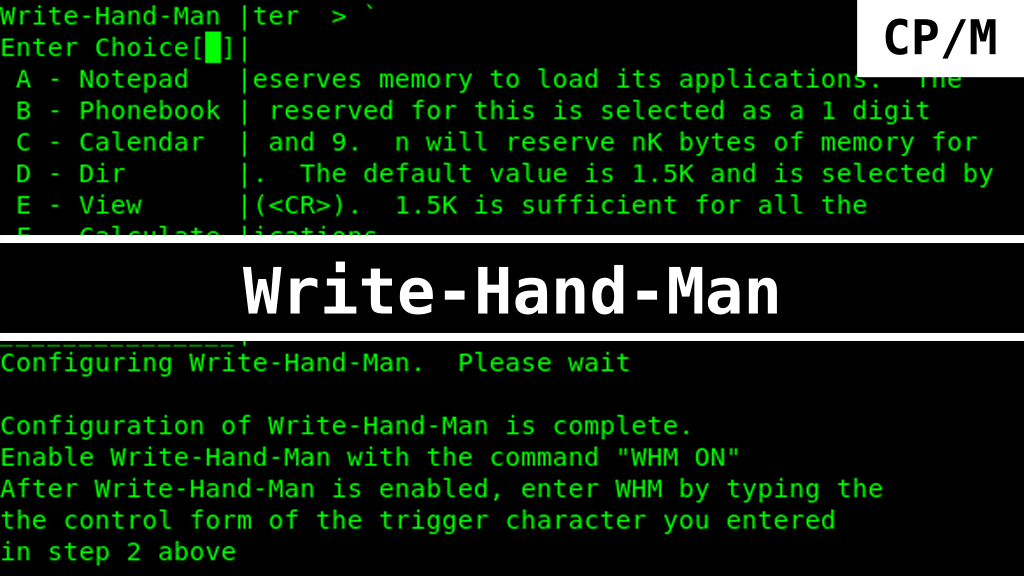 Write-Hand-Man |ter  > `
CP/M
Enter Choice[ ]|
 A - Notepad   |eserves memory to load its applications.  The
 B - Phonebook | reserved for this is selected as a 1 digit
 C - Calendar  | and 9.  n will reserve nK bytes of memory for
 D - Dir       |.  The default value is 1.5K and is selected by
 E - View      |(<CR>).  1.5K is sufficient for all the
 F - Calculate |ications
Write-Hand-Man
Configuring Write-Hand-Man.  Please wait
Configuration of Write-Hand-Man is complete.
Enable Write-Hand-Man with the command "WHM ON"
After Write-Hand-Man is enabled, enter WHM by typing the
the control form of the trigger character you entered
in step 2 above